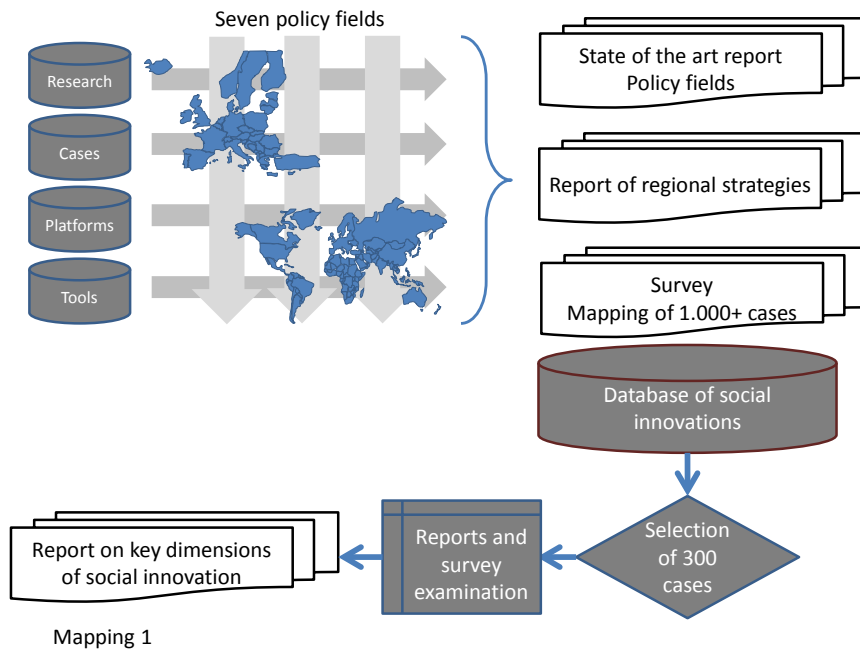 Seven policy fields
Research
Cases
Platforms
Tools
State of the art report
Policy fields
Report of regional strategies
Survey
Mapping of 1.000+ cases
Database of social
innovations
Selection
of 300
cases
Reports and
survey
examination
Report on key dimensions
of social innovation
Mapping 1